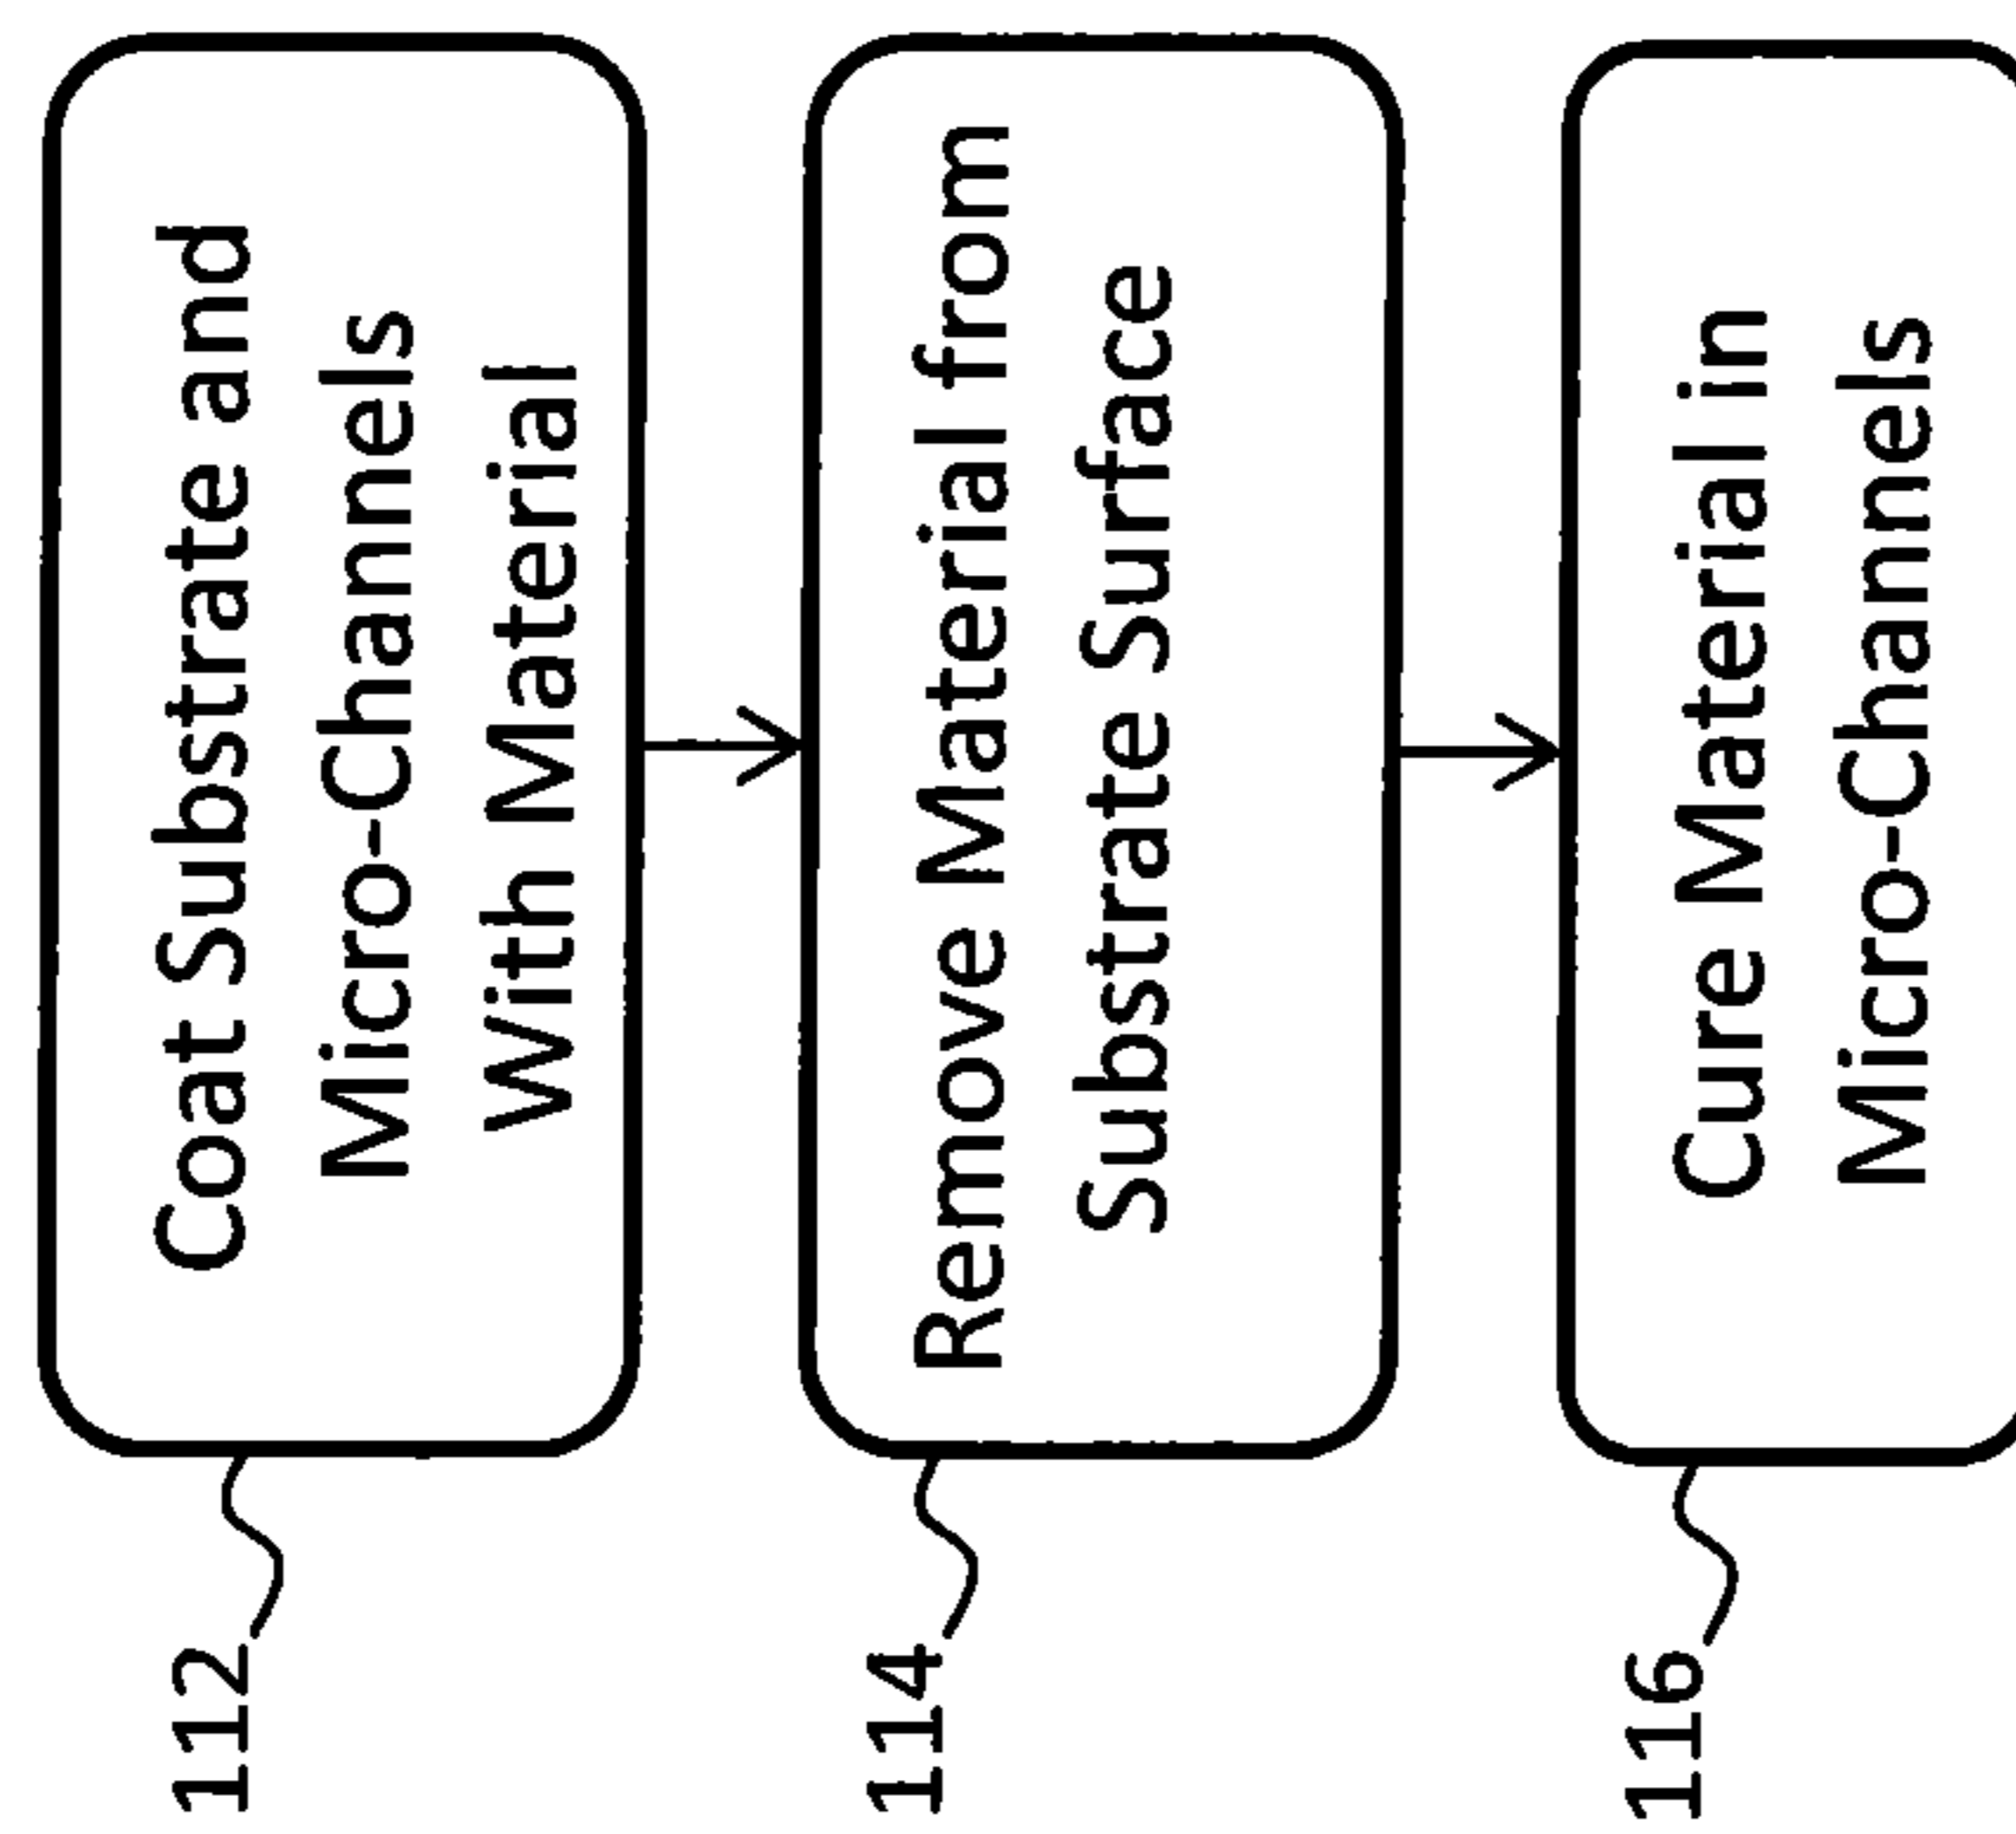 112
Coat Substrate and
Micro-Channels
With Material
114
Remove Material from
Substrate Surface
116
Cure Material in
Micro-Channels